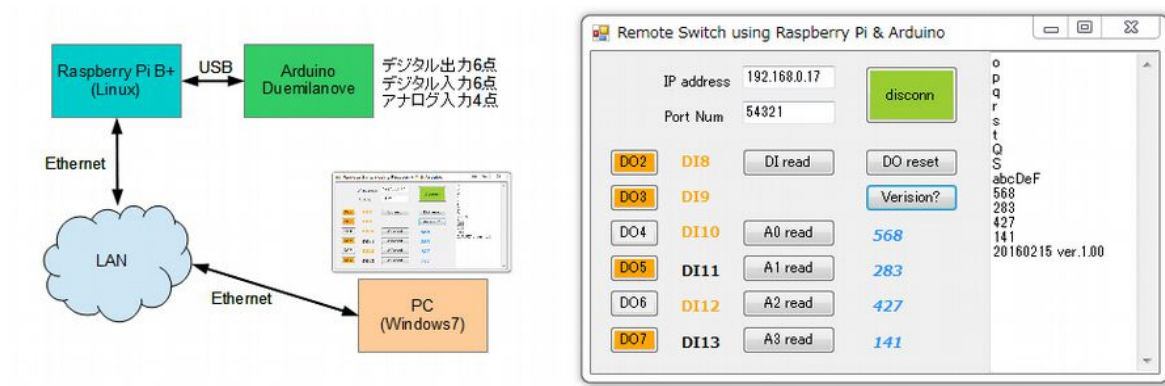 Raspberry Pi B+
(Linux)
USB
Arduino
Duemilanove
デジタル出力6点
デジタル入力6点
アナログ入力4点
Ethernet
LAN
Ethernet
PC
(Windows7)
Remote Switch using Raspberry Pi & Arduino
IP address
192.168.0.17
disconn
Port Num
54321
DO2
DI8
DI read
DO reset
DO3
DI9
Verision?
DO4
DI10
A0 read
568
DO5
DI11
A1 read
283
DO6
DI12
A2 read
427
DO7
DI13
A3 read
141
o
p
q
r
s
t
Q
S
abcDeF
568
283
427
141
20160215 ver.1.00